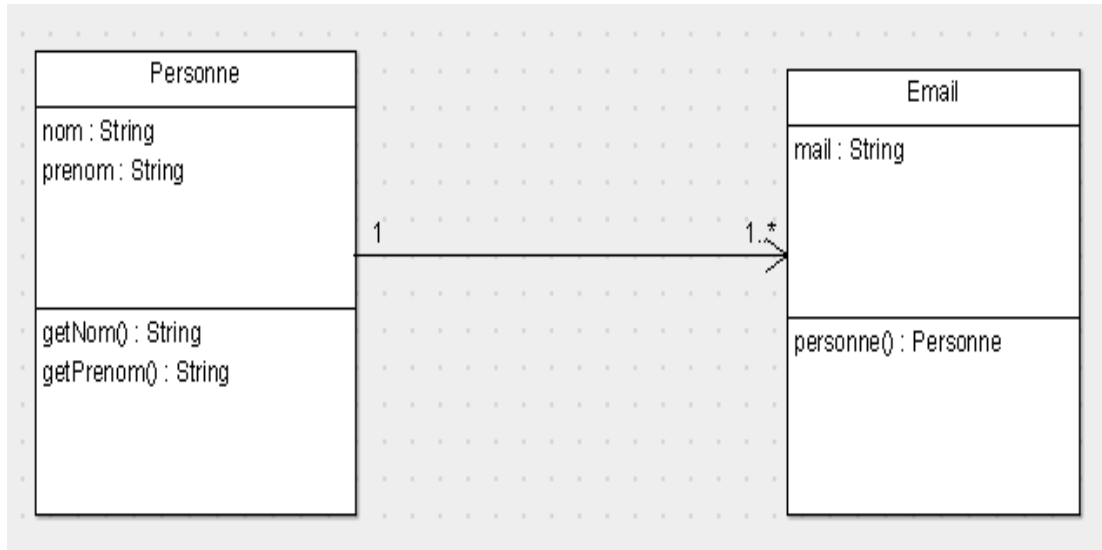 Personne
nom : String
prenom : String
getNom() : String
getPrenom() : String
1
1..*
Email
mail : String
personne() : Personne